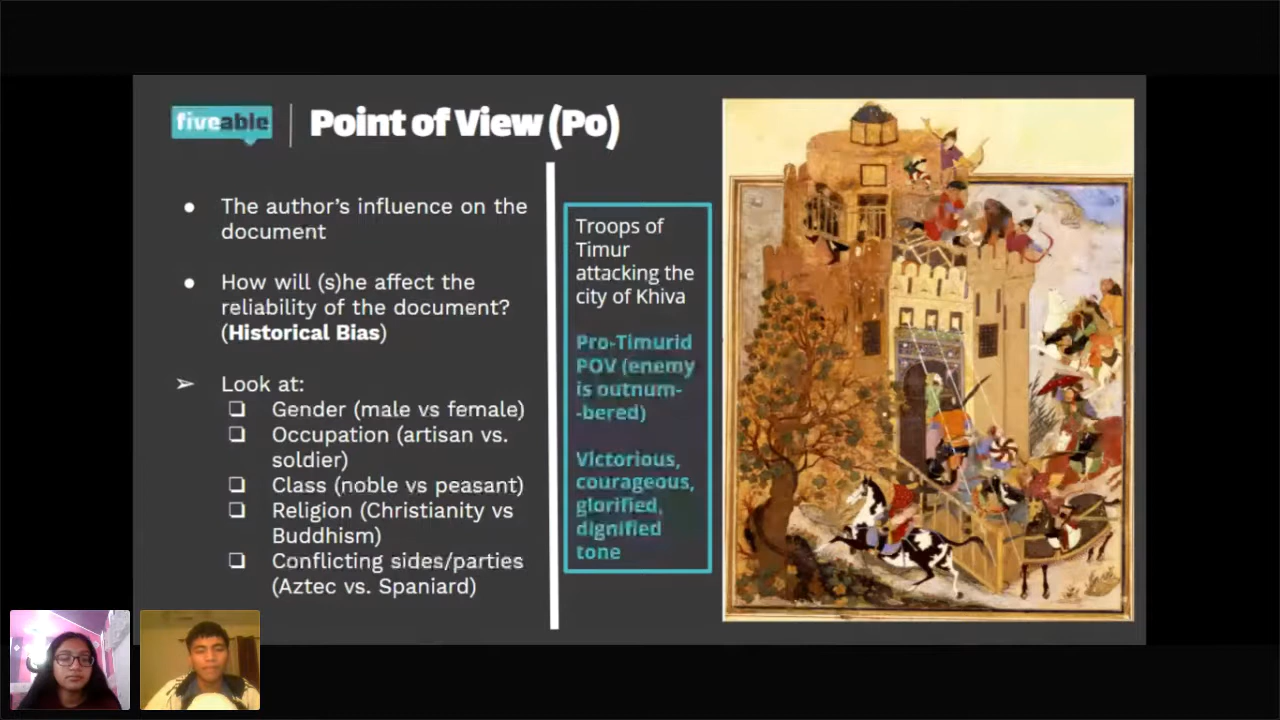 fiveable
Point of View (Po)
● The author's influence on the
document
● How will (s)he affect the
reliability of the document?
(Historical Bias)
➢ Look at:
❏ Gender (male vs female)
❏ Occupation (artisan vs.
soldier)
❏ Class (noble vs peasant)
❏ Religion (Christianity vs
Buddhism)
❏ Conflicting sides/parties
(Aztec vs. Spaniard)
Troops of
Timur
attacking the
city of Khiva
Pro-Timurid
POV (enemy
is outnum-
-bered)
Victorious,
courageous,
glorified,
dignified
tone